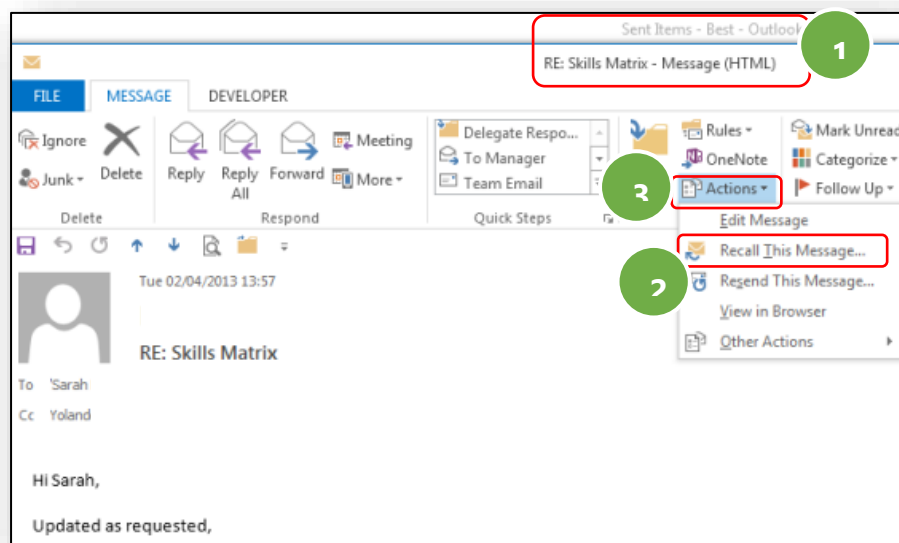 Sent Items - Best - Outlook
RE: Skills Matrix - Message (HTML)
1
FILE MESSAGE DEVELOPER
Ignore
Junk
Delete
Delete
Reply
Reply All
Forward
Meeting
More
Respond
Delegate Respo...
To Manager
Team Email
Quick Steps
Rules
OneNote
Actions
3
Mark Unread
Categorize
Follow Up
Edit Message
Recall This Message...
2
Resend This Message...
View in Browser
Other Actions
Tue 02/04/2013 13:57
RE: Skills Matrix
To 'Sarah
Cc Yoland
Hi Sarah,
Updated as requested,